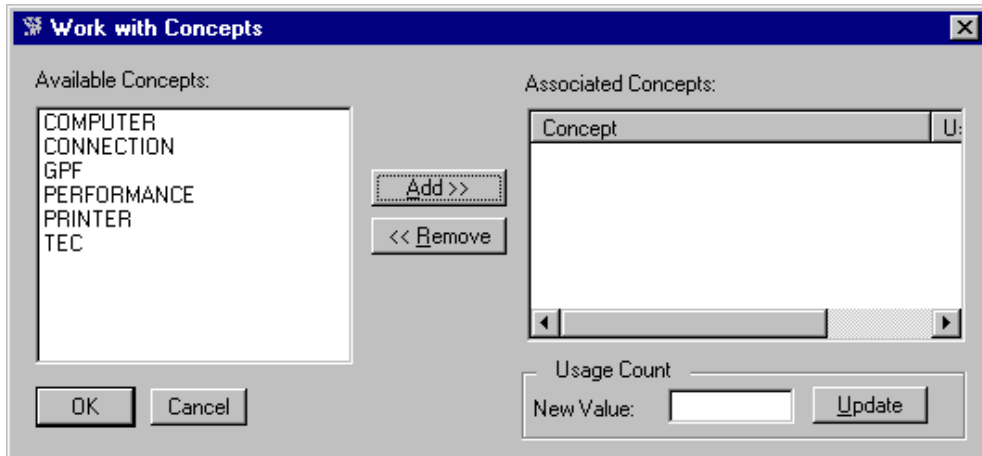 Work with Concepts
Available Concepts:
COMPUTER
CONNECTION
GPF
PERFORMANCE
PRINTER
TEC
Add >>
<< Remove
OK
Cancel
Associated Concepts:
Concept
Usage Count
New Value:
Update